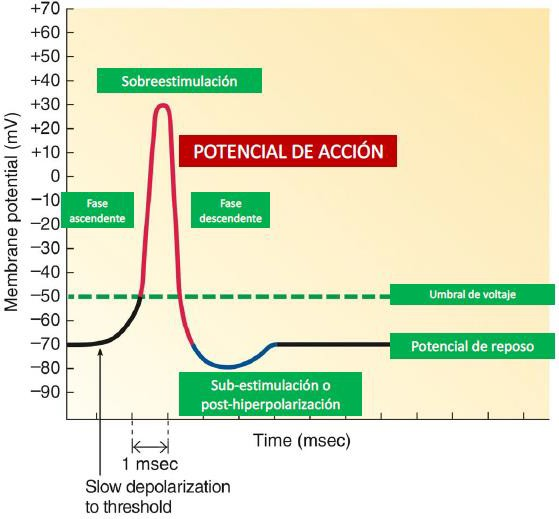 +70
+60
+50
+40
+30
+20
+10
0
−10
−20
−30
−40
−50
−60
−70
−80
−90
Membrane potential (mV)
Sobreestimulación
POTENCIAL DE ACCIÓN
Fase
ascendente
Fase
descendente
Umbral de voltaje
Potencial de reposo
Sub-estimulación o
post-hiperpolarización
Time (msec)
1 msec
Slow depolarization
to threshold